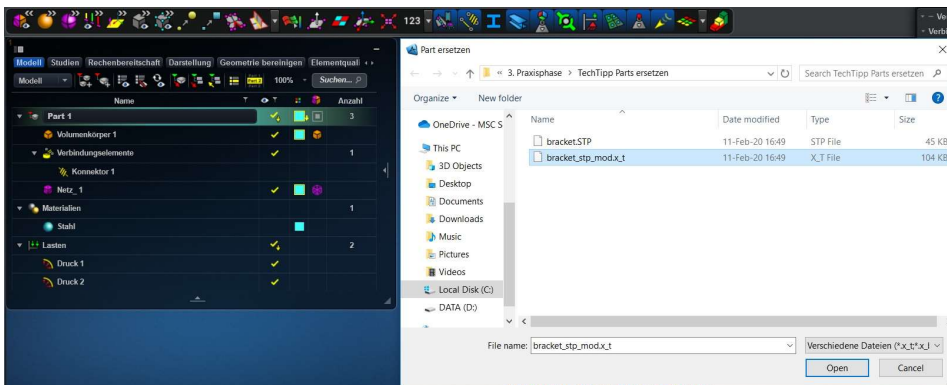 123
Ve
Verbi
Modell Studien Rechenbereitschaft Darstellung Geometrie bereinigen Elementquali
Modell 100% Suchen...
Name Anzahl
Part 1 3
Volumenkörper 1
Verbindungselemente 1
Konnektor 1
Netz_1
Materialien 1
Stahl
Lasten 2
Druck 1
Druck 2
Part ersetzen
« 3. Praxisphase > TechTipp Parts ersetzen
Search TechTipp Parts ersetzen
Organize New folder
Name Date modified Type Size
bracket.STP 11-Feb-20 16:49 STP File 45 KB
bracket_stp_mod.x_t 11-Feb-20 16:49 X_T File 104 KB
OneDrive - MSC S
This PC
3D Objects
Desktop
Documents
Downloads
Music
Pictures
Videos
Local Disk (C:)
DATA (D:)
File name: bracket_stp_mod.x_t
Verschiedene Dateien (*.x_t;*.x_l
Open Cancel